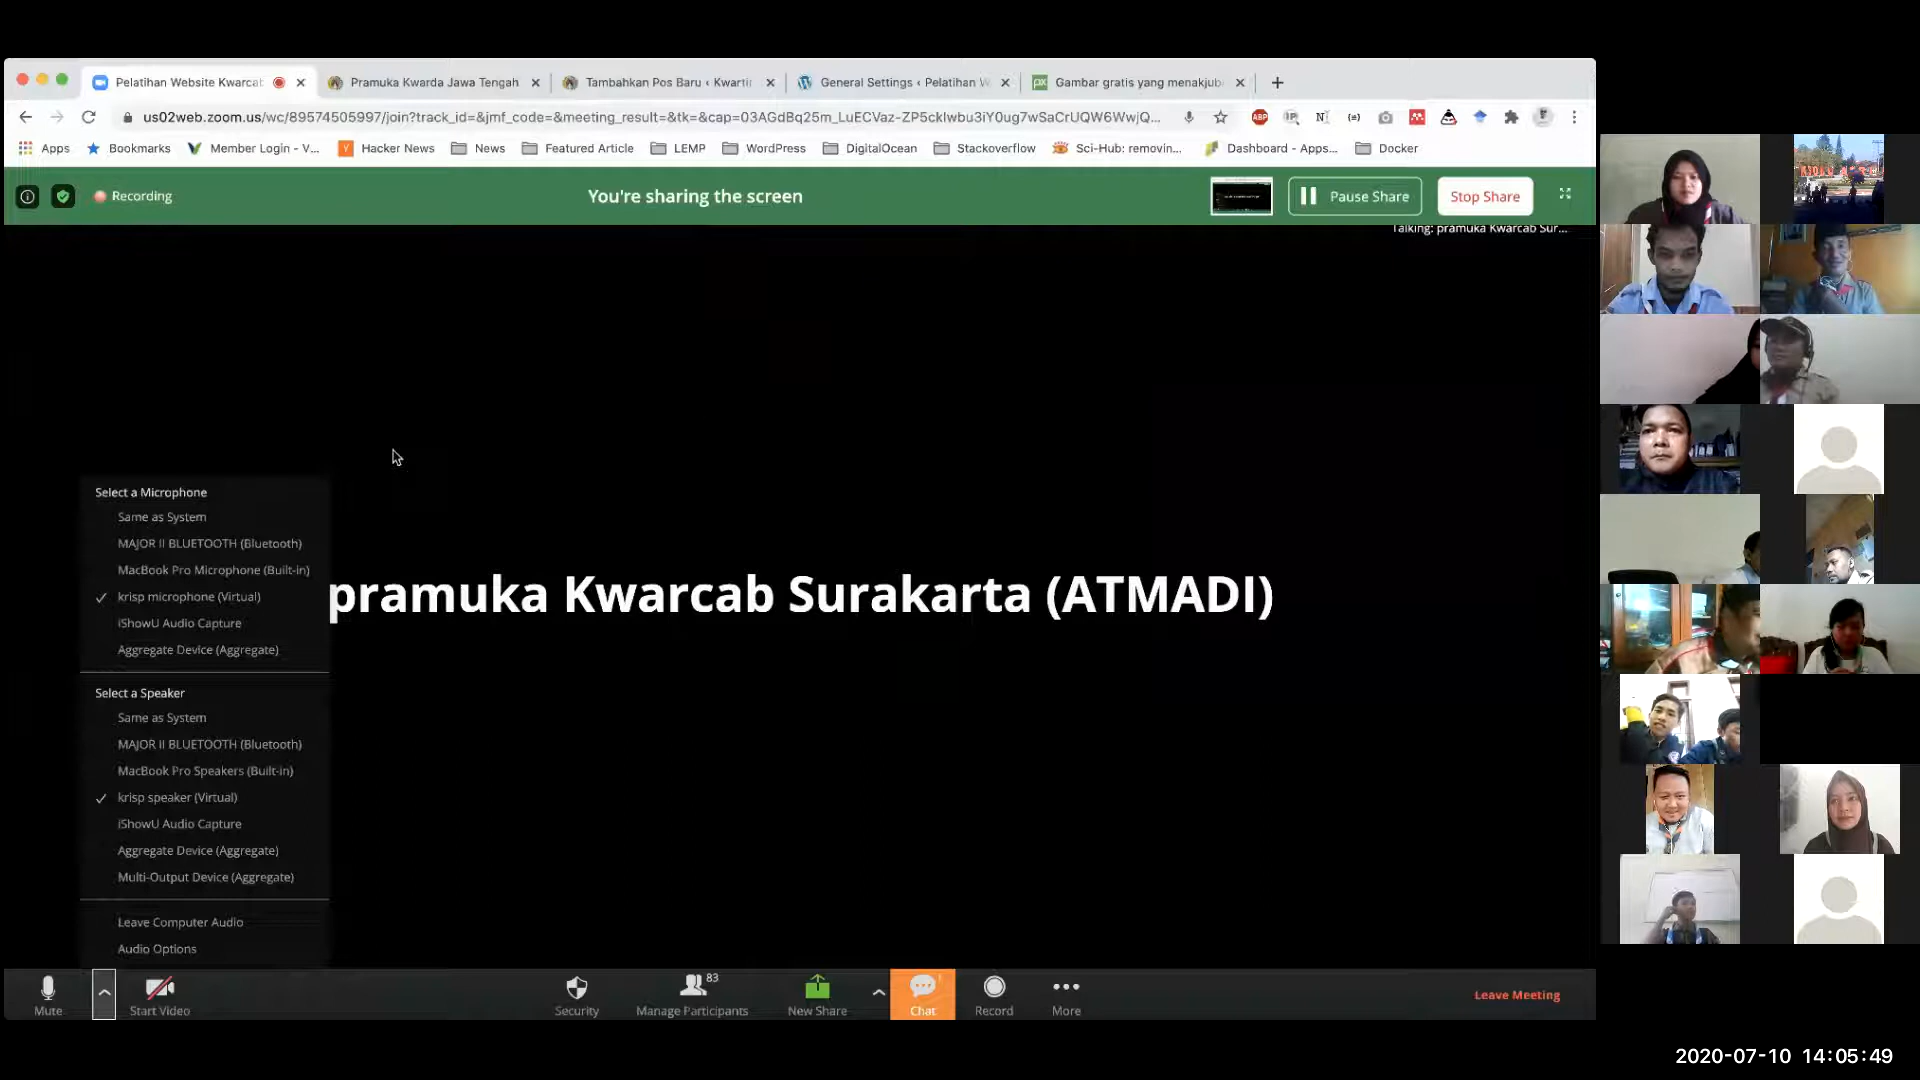 Pelatihan Website Kwarcab
Pramuka Kwarda Jawa Tengah
Tambahkan Pos Baru ‹ Kwartir
General Settings ‹ Pelatihan W
Gambar gratis yang menakjub
us02web.zoom.us/wc/89574505997/join?track_id=&jmf_code=&meeting_result=&tk=&cap=03AGdBq25m_LuECVaz-ZP5cklwbu3iY0ug7wSaCrUQW6WwjQ...
Apps
Bookmarks
Member Login - V...
Hacker News
News
Featured Article
LEMP
WordPress
DigitalOcean
Stackoverflow
Sci-Hub: removin...
Dashboard - Apps...
Docker
Recording
You're sharing the screen
Pause Share
Stop Share
Talking: pramuka Kwarcab Sur...
Select a Microphone
Same as System
MAJOR II BLUETOOTH (Bluetooth)
MacBook Pro Microphone (Built-in)
krisp microphone (Virtual)
iShowU Audio Capture
Aggregate Device (Aggregate)
pramuka Kwarcab Surakarta (ATMADI)
Select a Speaker
Same as System
MAJOR II BLUETOOTH (Bluetooth)
MacBook Pro Speakers (Built-in)
krisp speaker (Virtual)
iShowU Audio Capture
Aggregate Device (Aggregate)
Multi-Output Device (Aggregate)
Leave Computer Audio
Audio Options
Mute
Start Video
Security
Manage Participants
83
New Share
Chat
Record
More
Leave Meeting
2020-07-10 14:05:49